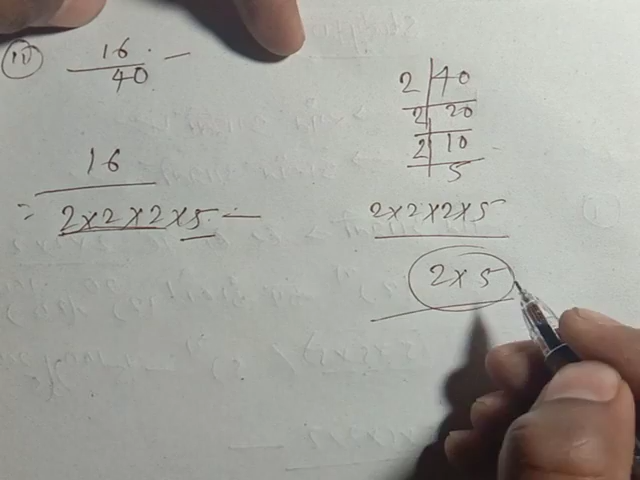 (iv) 16/40 -
16
= 2×2×2×5 -
2 | 40
2 | 20
2 | 10
5
2×2×2×5
2×5